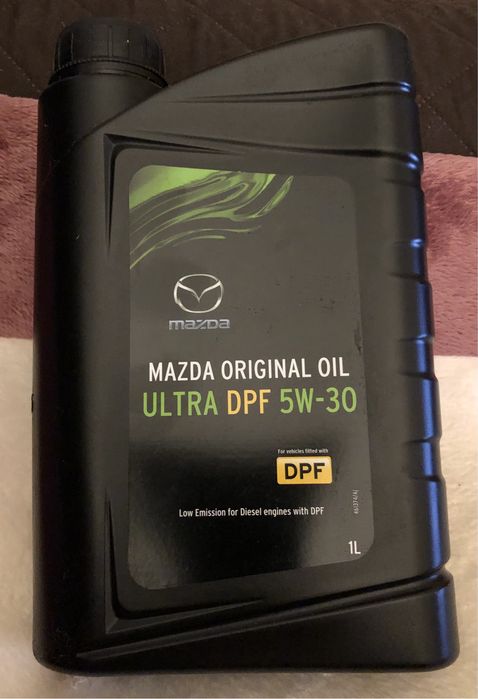 mazda
MAZDA ORIGINAL OIL
ULTRA DPF 5W-30
For vehicles fitted with
DPF
Low Emission for Diesel engines with DPF
1L